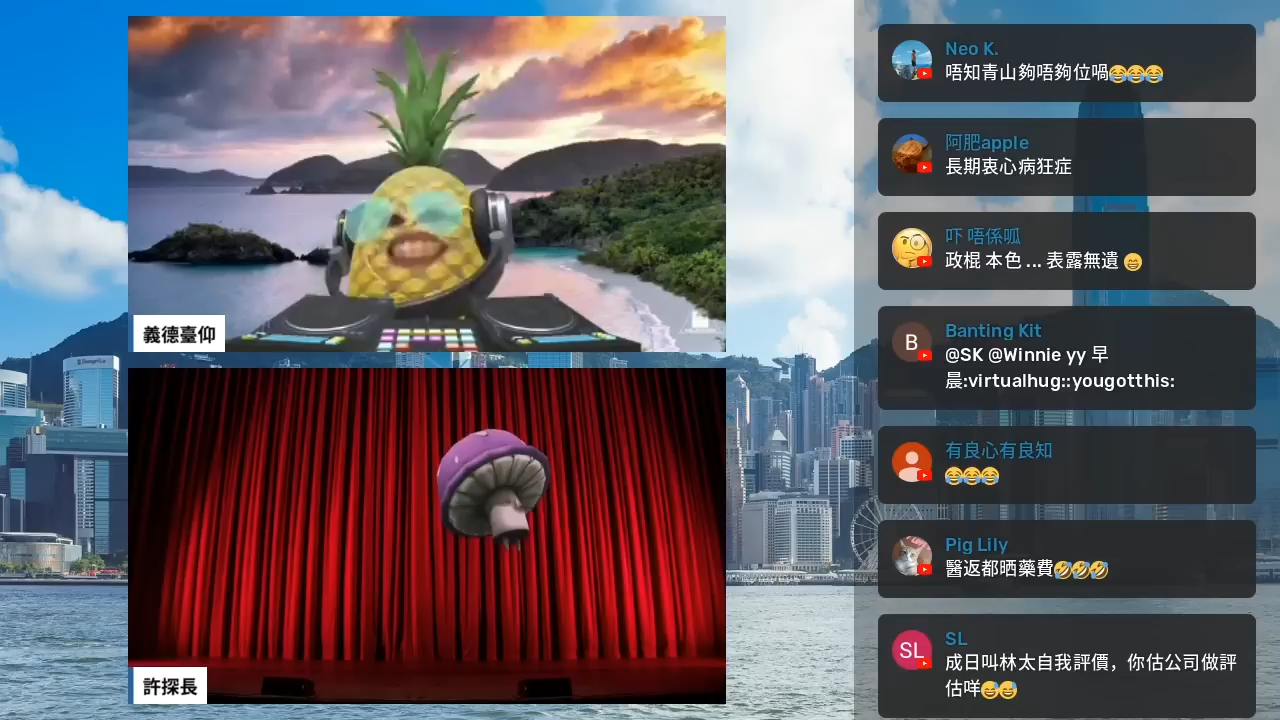 義德臺仰
許探長
Neo K.
唔知青山夠唔夠位喎😂😂😂
阿肥apple
長期衷心病狂症
吓 唔係呱
政棍 本色 ... 表露無遺 😁
B
Banting Kit
@SK @Winnie yy 早
晨:virtualhug::yougotthis:
有良心有良知
😂😂😂
Pig Lily
醫返都晒藥費🤣🤣🤣
SL
SL
成日叫林太自我評價，你估公司做評
估咩😅😅